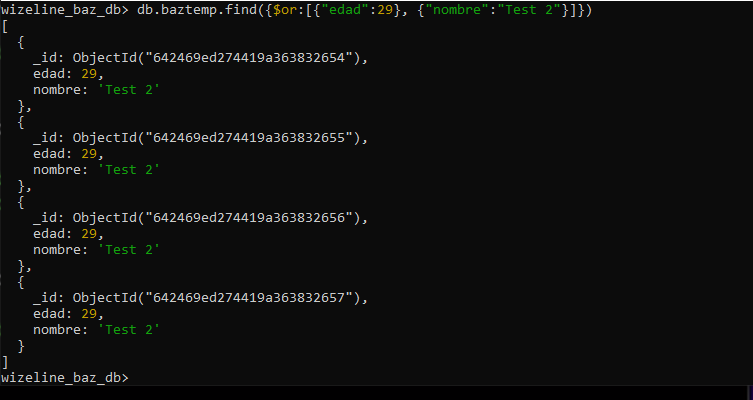 wizeline_baz_db> db.baztemp.find({$or:[{"edad":29}, {"nombre":"Test 2"}]})
[
  {
    _id: ObjectId("642469ed274419a363832654"),
    edad: 29,
    nombre: 'Test 2'
  },
  {
    _id: ObjectId("642469ed274419a363832655"),
    edad: 29,
    nombre: 'Test 2'
  },
  {
    _id: ObjectId("642469ed274419a363832656"),
    edad: 29,
    nombre: 'Test 2'
  },
  {
    _id: ObjectId("642469ed274419a363832657"),
    edad: 29,
    nombre: 'Test 2'
  }
]
wizeline_baz_db>